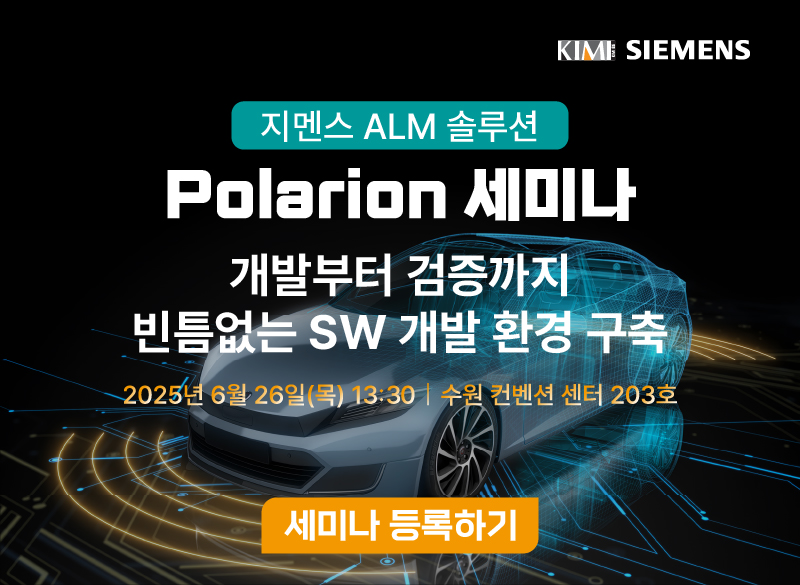 KIMI SIEMENS
지멘스 ALM 솔루션
Polarion 세미나
개발부터 검증까지
빈틈없는 SW 개발 환경 구축
2025년 6월 26일(목) 13:30 | 수원 컨벤션 센터 203호
세미나 등록하기